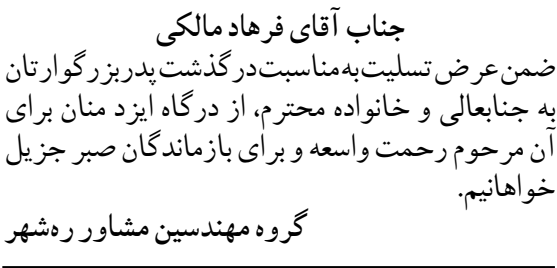 جناب آقای فرهاد مالکی
ضمن عرض تسلیت به مناسبت درگذشت پدر بزرگوارتان
به جنابعالی و خانواده محترم، از درگاه ایزد منان برای
آن مرحوم رحمت واسعه و برای بازماندگان صبر جزیل
خواهانیم.
گروه مهندسین مشاور ره‌شهر